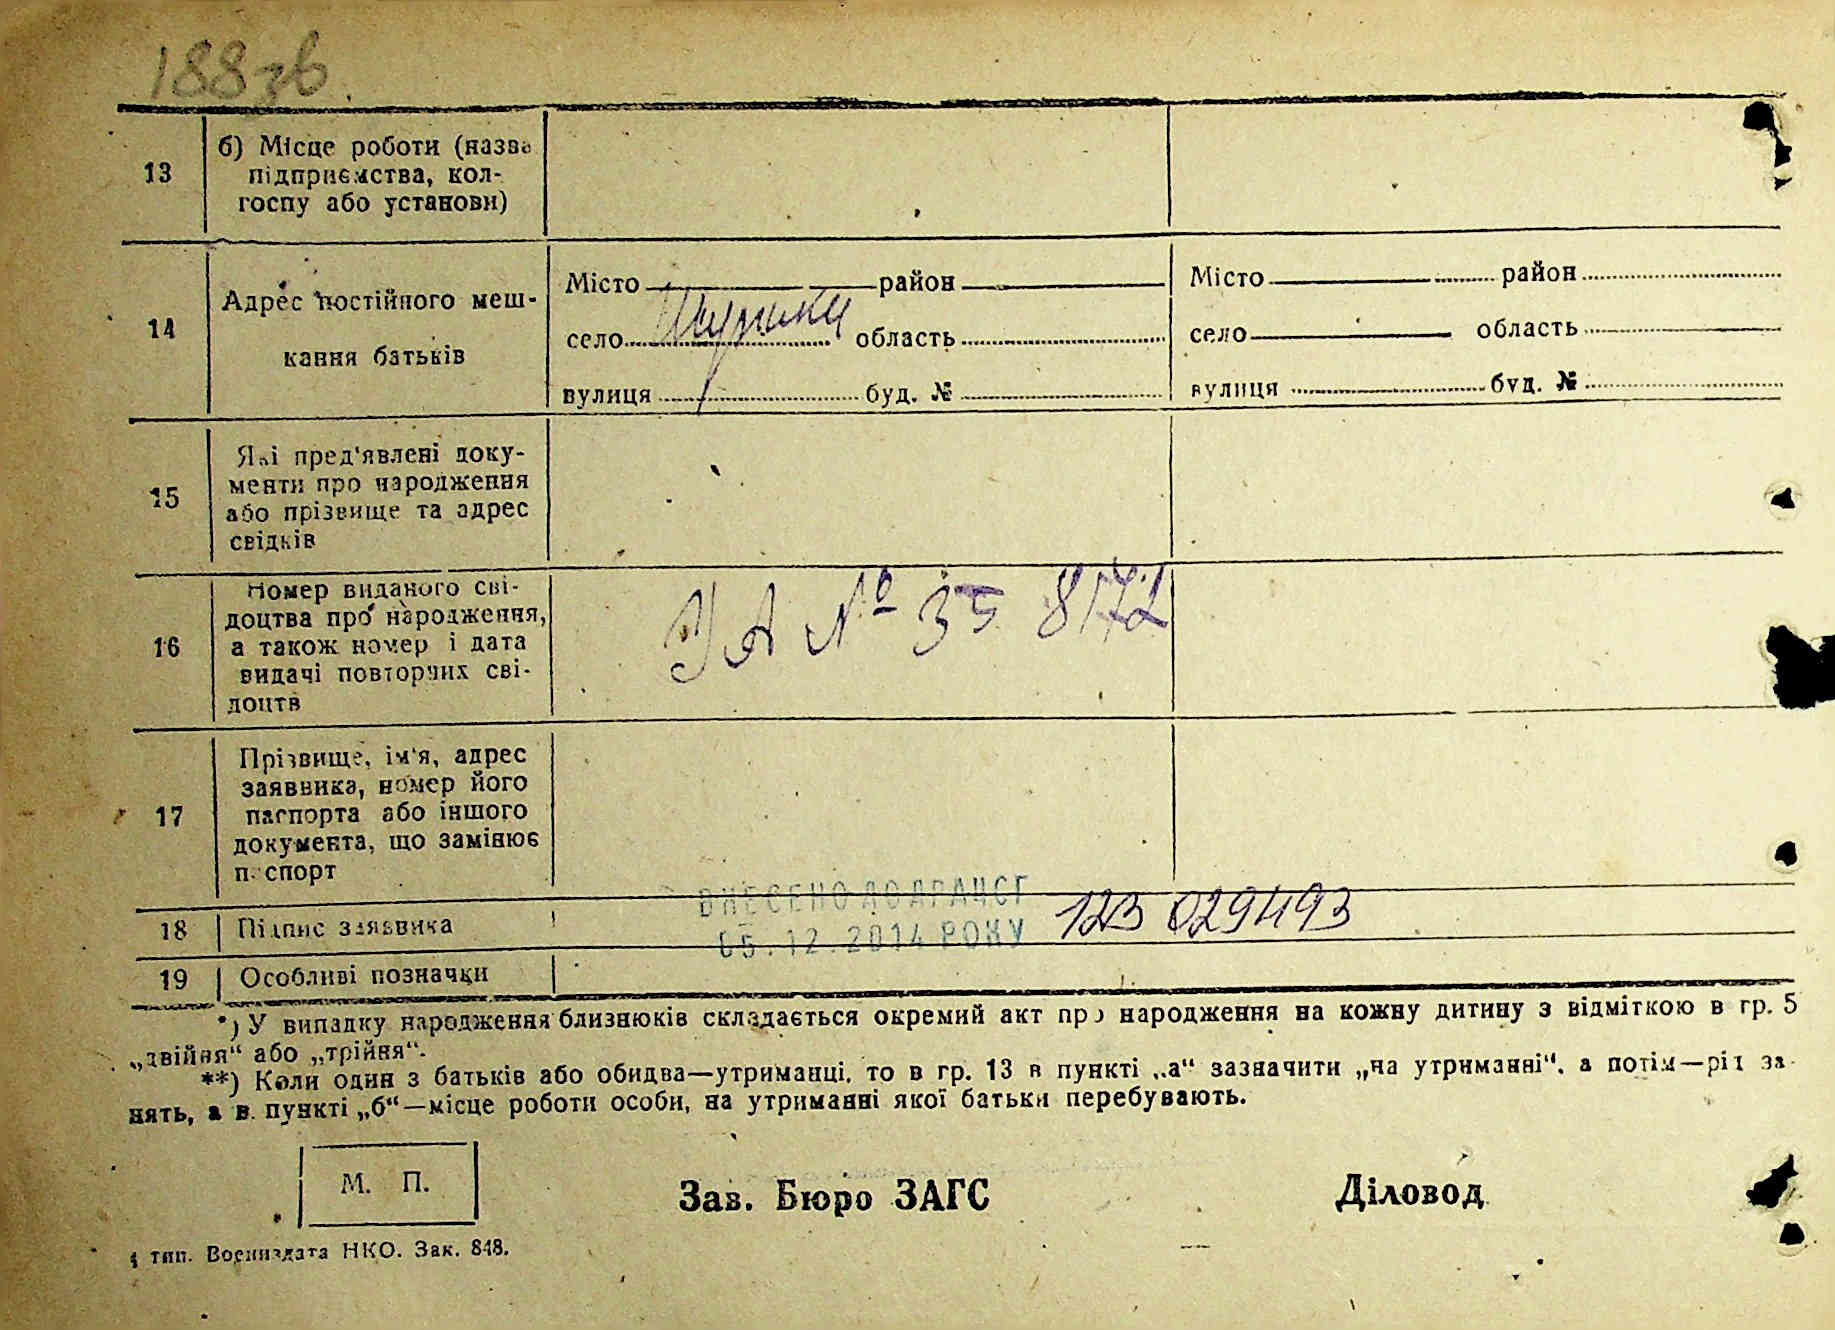 188зв
13
б) Місце роботи (назва
підприємства, кол-
госпу або установи)
14
Адрес постійного меш-
кання батьків
Місто район
село область
вулиця буд. №
Місто район
село область
вулиця буд. №
15
Які пред'явлені доку-
менти про народження
або прізвище та адрес
свідків
16
Номер виданого сві-
доцтва про народження,
а також номер і дата
видачі повторних сві-
доцтв
УА № 35 8172
17
Прізвище, ім'я, адрес
заявника, номер його
паспорта або іншого
документа, що замінює
паспорт
18 Підпис заявника
ВНЕСЕНО ДО ДРАЦСГ
05.12.2014 РОКУ
123 029493
19 Особливі позначки
*) У випадку народження близнюків складається окремий акт про народження на кожну дитину з відміткою в гр. 5
„двійня“ або „трійня“.
**) Коли один з батьків або обидва—утриманці, то в гр. 13 в пункті „а“ зазначити „на утриманні“, а потім—рід за-
нять, а в пункті „б“—місце роботи особи, на утриманні якої батьки перебувають.
М. П.
Зав. Бюро ЗАГС
Діловод
4 тип. Воениздата НКО. Зак. 848.